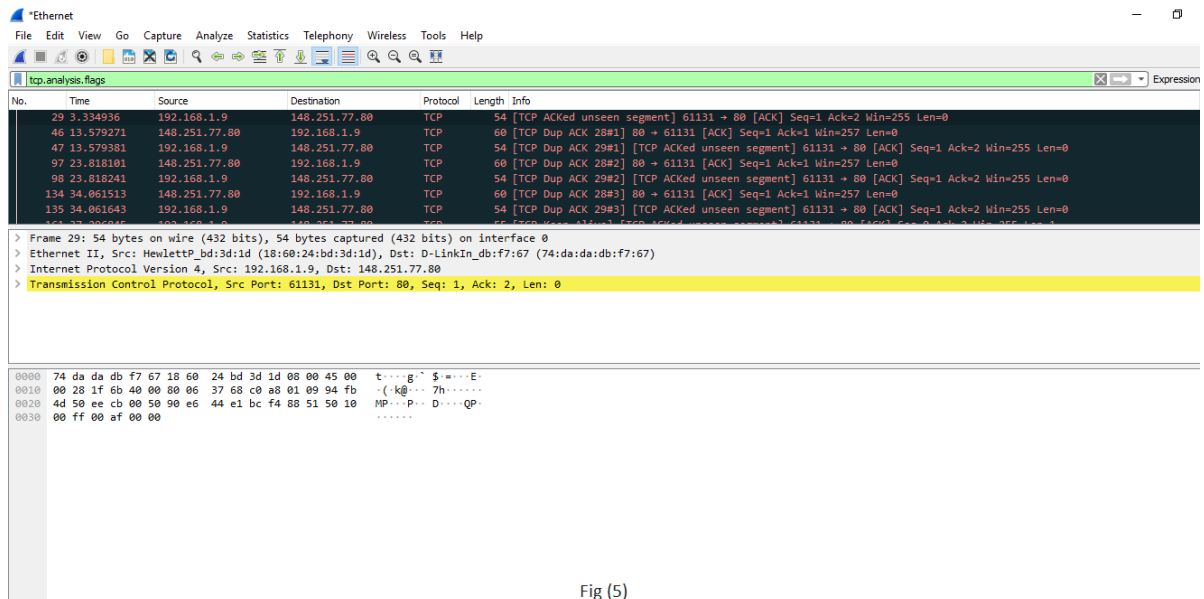 *Ethernet
File Edit View Go Capture Analyze Statistics Telephony Wireless Tools Help
tcp.analysis.flags Expression
No. Time Source Destination Protocol Length Info
29 3.334936 192.168.1.9 148.251.77.80 TCP 54 [TCP ACKed unseen segment] 61131 → 80 [ACK] Seq=1 Ack=2 Win=255 Len=0
46 13.579271 148.251.77.80 192.168.1.9 TCP 60 [TCP Dup ACK 28#1] 80 → 61131 [ACK] Seq=1 Ack=1 Win=257 Len=0
47 13.579381 192.168.1.9 148.251.77.80 TCP 54 [TCP Dup ACK 29#1] [TCP ACKed unseen segment] 61131 → 80 [ACK] Seq=1 Ack=2 Win=255 Len=0
97 23.818101 148.251.77.80 192.168.1.9 TCP 60 [TCP Dup ACK 28#2] 80 → 61131 [ACK] Seq=1 Ack=1 Win=257 Len=0
98 23.818241 192.168.1.9 148.251.77.80 TCP 54 [TCP Dup ACK 29#2] [TCP ACKed unseen segment] 61131 → 80 [ACK] Seq=1 Ack=2 Win=255 Len=0
134 34.061513 148.251.77.80 192.168.1.9 TCP 60 [TCP Dup ACK 28#3] 80 → 61131 [ACK] Seq=1 Ack=1 Win=257 Len=0
135 34.061643 192.168.1.9 148.251.77.80 TCP 54 [TCP Dup ACK 29#3] [TCP ACKed unseen segment] 61131 → 80 [ACK] Seq=1 Ack=2 Win=255 Len=0
> Frame 29: 54 bytes on wire (432 bits), 54 bytes captured (432 bits) on interface 0
> Ethernet II, Src: HewlettP_bd:3d:1d (18:60:24:bd:3d:1d), Dst: D-LinkIn_db:f7:67 (74:da:da:db:f7:67)
> Internet Protocol Version 4, Src: 192.168.1.9, Dst: 148.251.77.80
> Transmission Control Protocol, Src Port: 61131, Dst Port: 80, Seq: 1, Ack: 2, Len: 0
0000 74 da da db f7 67 18 60 24 bd 3d 1d 08 00 45 00 t····g·` $·=···E·
0010 00 28 1f 6b 40 00 80 06 37 68 c0 a8 01 09 94 fb ·(·k@··· 7h······
0020 4d 50 ee cb 00 50 90 e6 44 e1 bc f4 88 51 50 10 MP···P·· D····QP·
0030 00 ff 00 af 00 00 ······
Fig (5)